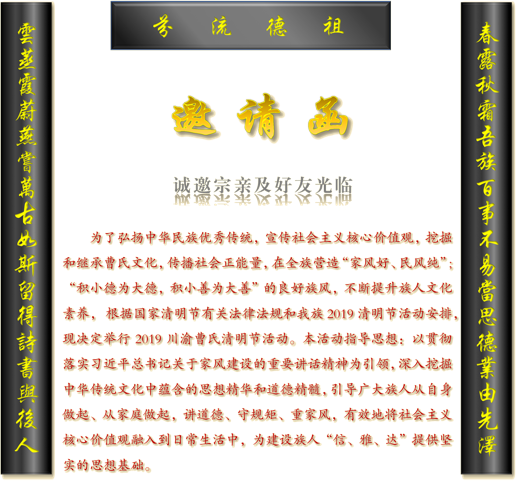 芬流德祖
春露秋霜吾族百事不易當思德業由先澤
雲蒸霞蔚燕嘗萬古如斯留得詩書與後人
邀请函
诚邀宗亲及好友光临
为了弘扬中华民族优秀传统，宣传社会主义核心价值观，挖掘
和继承曹氏文化，传播社会正能量，在全族营造“家风好、民风纯”；
“积小德为大德，积小善为大善”的良好族风，不断提升族人文化
素养，根据国家清明节有关法律法规和我族2019清明节活动安排，
现决定举行2019川渝曹氏清明节活动。本活动指导思想：以贯彻
落实习近平总书记关于家风建设的重要讲话精神为引领，深入挖掘
中华传统文化中蕴含的思想精华和道德精髓，引导广大族人从自身
做起、从家庭做起，讲道德、守规矩、重家风，有效地将社会主义
核心价值观融入到日常生活中，为建设族人“信、雅、达”提供坚
实的思想基础。